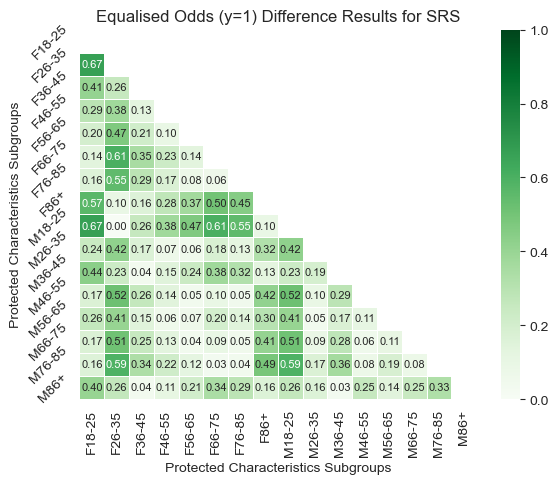 Equalised Odds (y=1) Difference Results for SRS
F18-25
F26-35 0.67
F36-45 0.41 0.26
F46-55 0.29 0.38 0.13
F56-65 0.20 0.47 0.21 0.10
F66-75 0.14 0.61 0.35 0.23 0.14
F76-85 0.16 0.55 0.29 0.17 0.08 0.06
F86+ 0.57 0.10 0.16 0.28 0.37 0.50 0.45
M18-25 0.67 0.00 0.26 0.38 0.47 0.61 0.55 0.10
M26-35 0.24 0.42 0.17 0.07 0.06 0.18 0.13 0.32 0.42
M36-45 0.44 0.23 0.04 0.15 0.24 0.38 0.32 0.13 0.23 0.19
M46-55 0.17 0.52 0.26 0.14 0.05 0.10 0.05 0.42 0.52 0.10 0.29
M56-65 0.26 0.41 0.15 0.06 0.07 0.20 0.14 0.30 0.41 0.05 0.17 0.11
M66-75 0.17 0.51 0.25 0.13 0.04 0.09 0.05 0.41 0.51 0.09 0.28 0.06 0.11
M76-85 0.16 0.59 0.34 0.22 0.12 0.03 0.04 0.49 0.59 0.17 0.36 0.08 0.19 0.08
M86+ 0.40 0.26 0.04 0.11 0.21 0.34 0.29 0.16 0.26 0.16 0.03 0.25 0.14 0.25 0.33
F18-25 F26-35 F36-45 F46-55 F56-65 F66-75 F76-85 F86+ M18-25 M26-35 M36-45 M46-55 M56-65 M66-75 M76-85 M86+
Protected Characteristics Subgroups
Protected Characteristics Subgroups
1.0
0.8
0.6
0.4
0.2
0.0